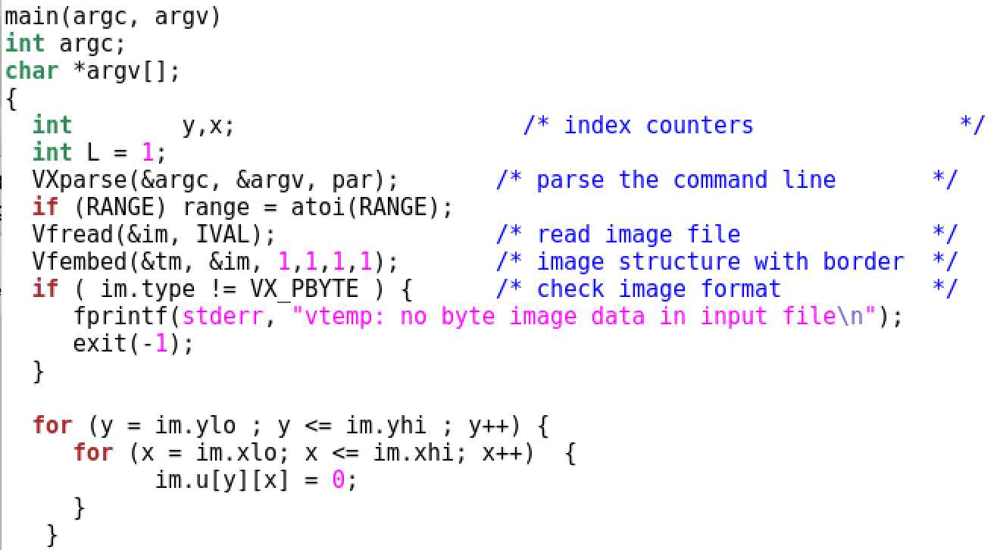 main(argc, argv)
int argc;
char *argv[];
{
  int        y,x;                     /* index counters               */
  int L = 1;
  VXparse(&argc, &argv, par);       /* parse the command line       */
  if (RANGE) range = atoi(RANGE);
  Vfread(&im, IVAL);                /* read image file              */
  Vfembed(&tm, &im, 1,1,1,1);       /* image structure with border  */
  if ( im.type != VX_PBYTE ) {      /* check image format           */
     fprintf(stderr, "vtemp: no byte image data in input file\n");
     exit(-1);
  }

  for (y = im.ylo ; y <= im.yhi ; y++) {
     for (x = im.xlo; x <= im.xhi; x++)  {
           im.u[y][x] = 0;
     }
   }